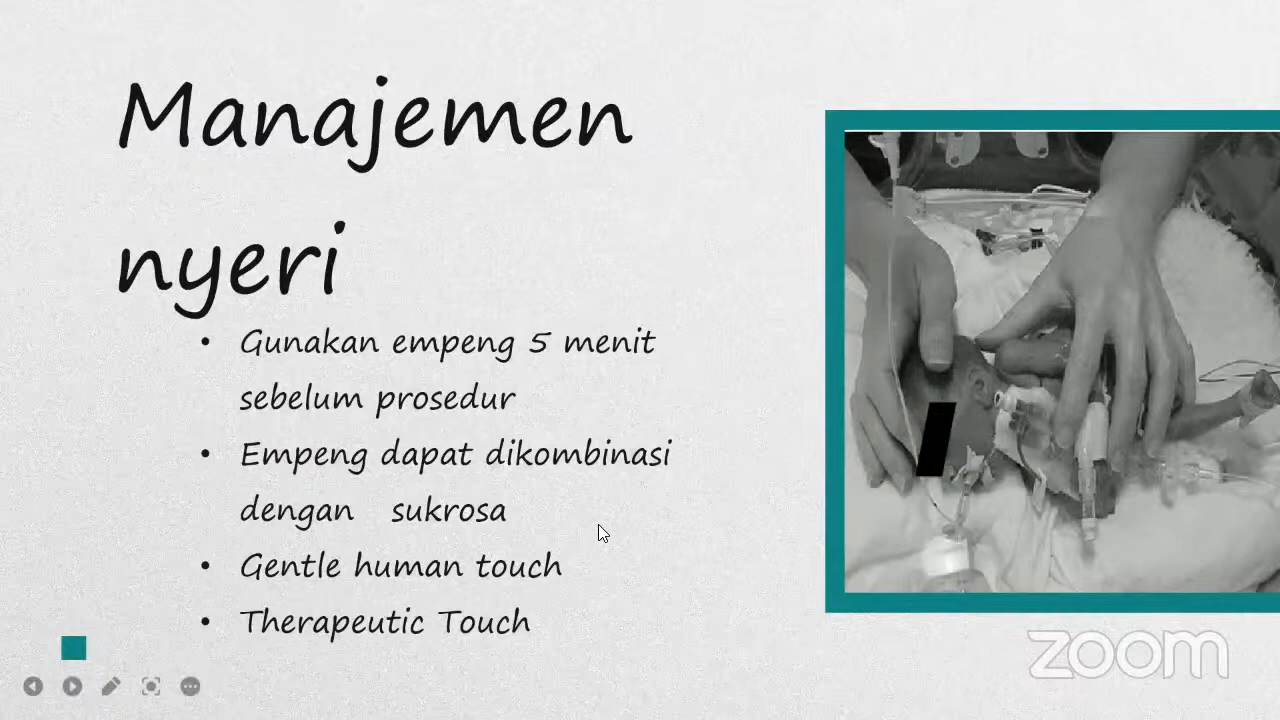 Manajemen
nyeri
• Gunakan empeng 5 menit
sebelum prosedur
• Empeng dapat dikombinasi
dengan sukrosa
• Gentle human touch
• Therapeutic Touch
zoom